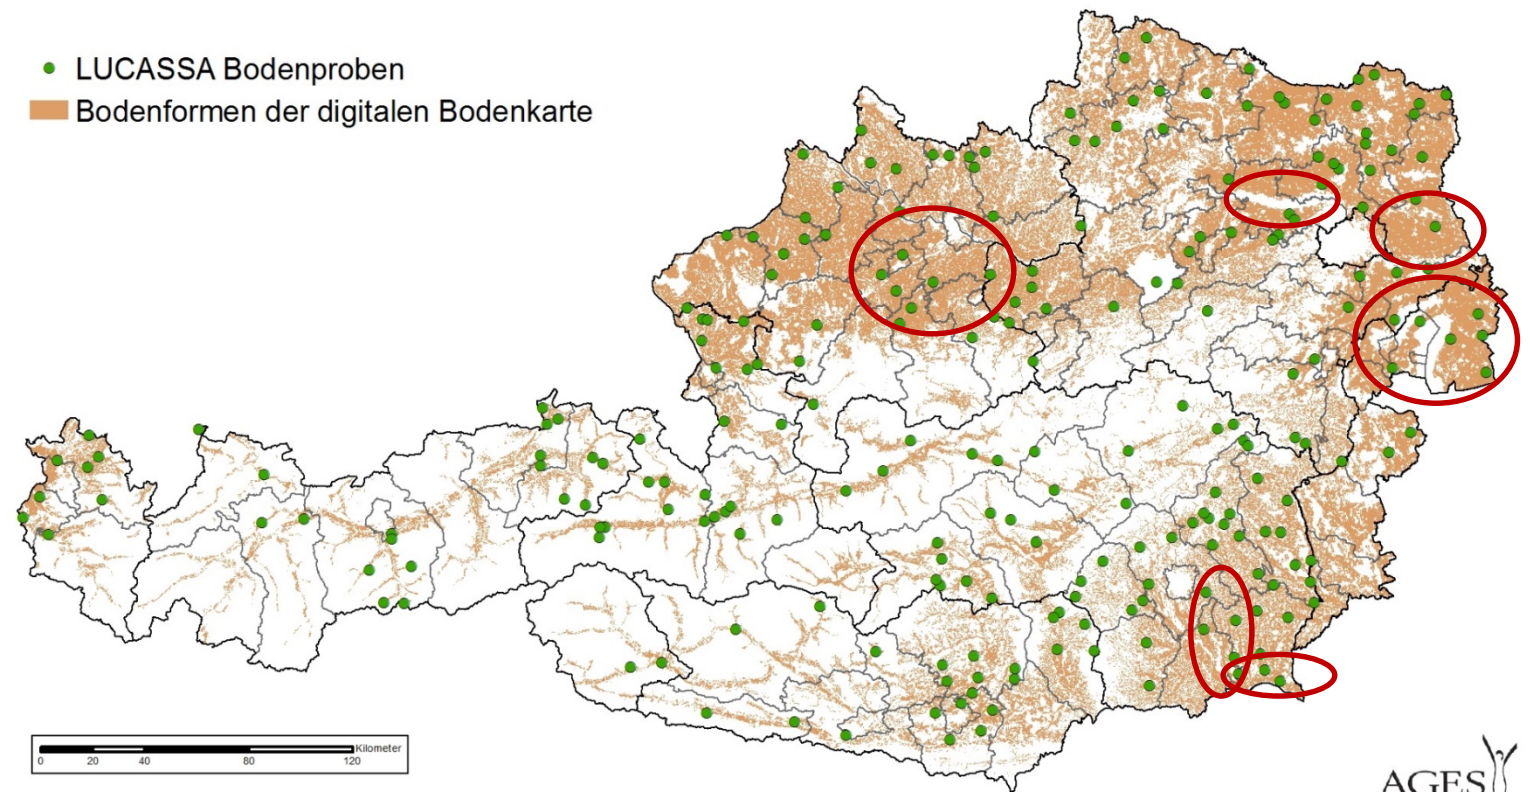 LUCASSA Bodenproben
Bodenformen der digitalen Bodenkarte
Kilometer
0 20 40 80 120
AGES